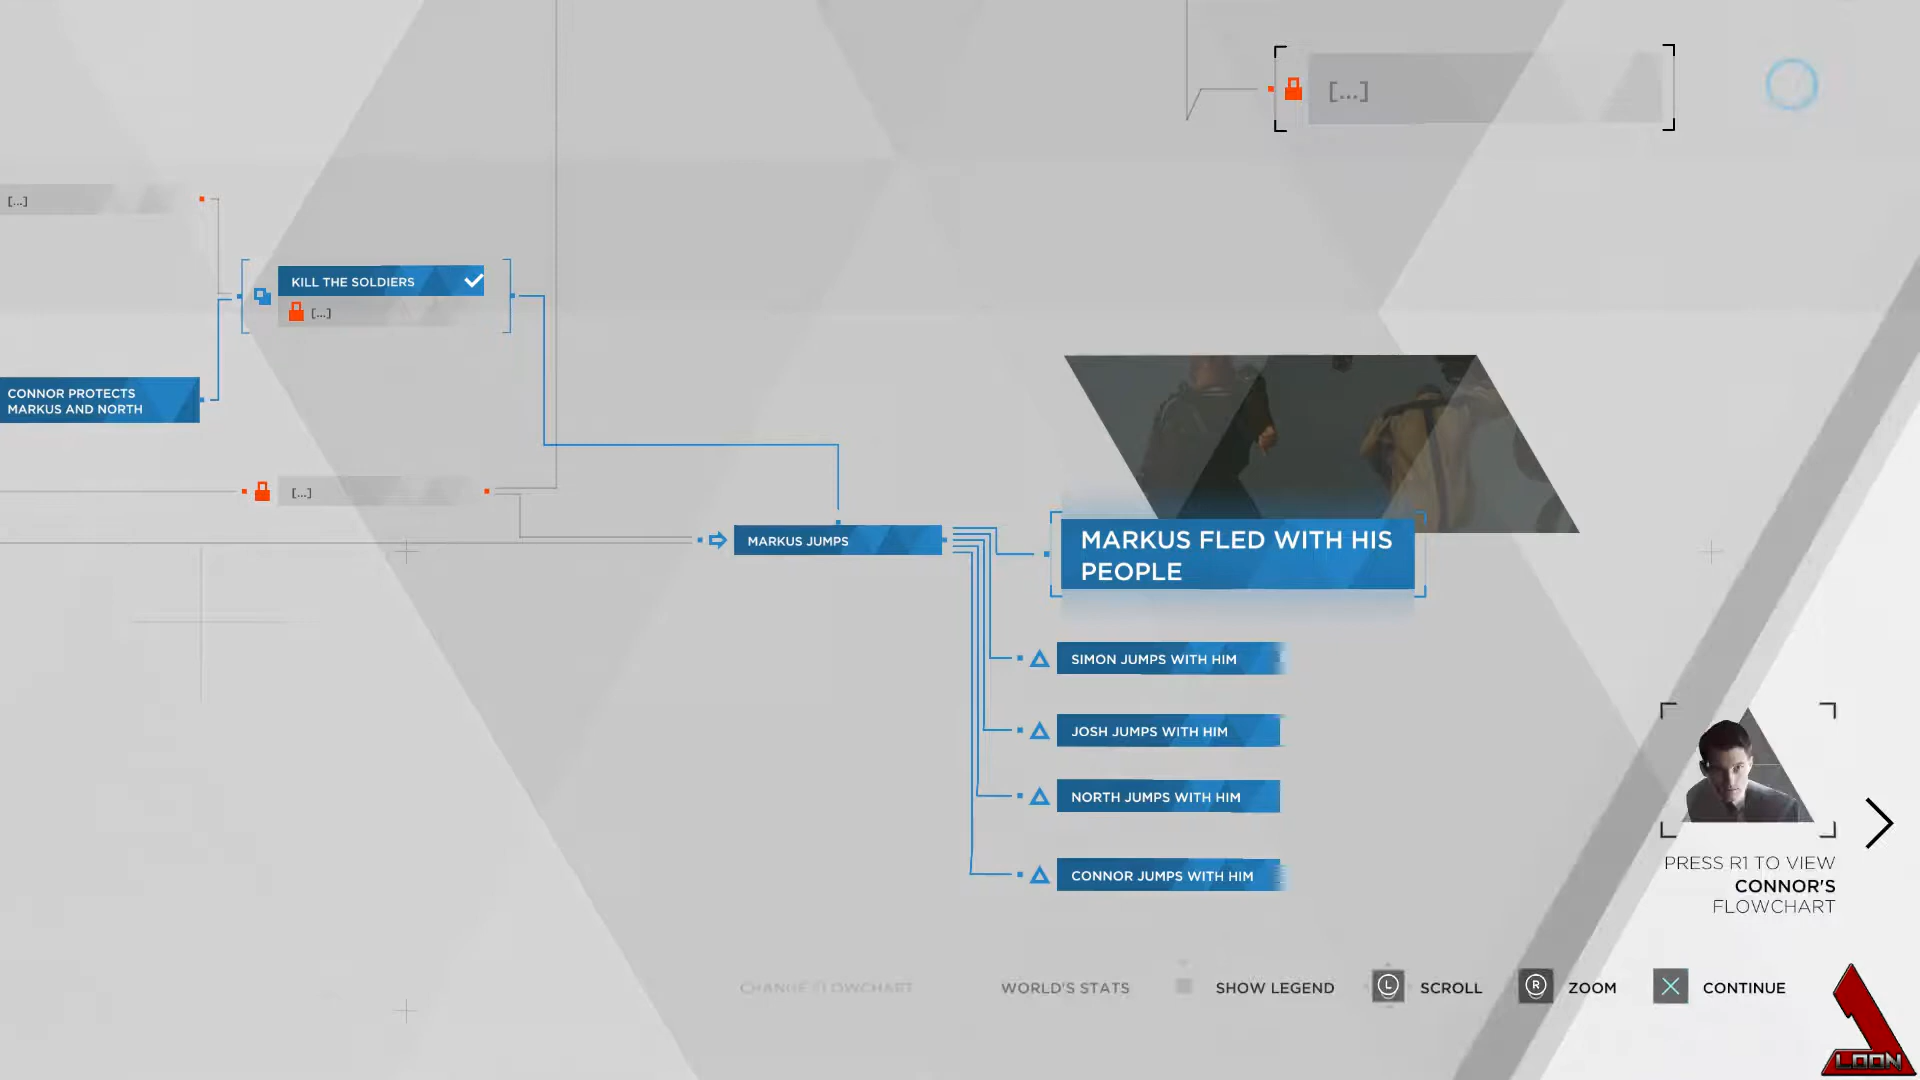 [...]
[...]
KILL THE SOLDIERS
[...]
CONNOR PROTECTS
MARKUS AND NORTH
[...]
MARKUS JUMPS
MARKUS FLED WITH HIS
PEOPLE
SIMON JUMPS WITH HIM
JOSH JUMPS WITH HIM
NORTH JUMPS WITH HIM
CONNOR JUMPS WITH HIM
PRESS R1 TO VIEW
CONNOR'S
FLOWCHART
CHANGE FLOWCHART
WORLD'S STATS
SHOW LEGEND
L SCROLL
R ZOOM
CONTINUE
LOON